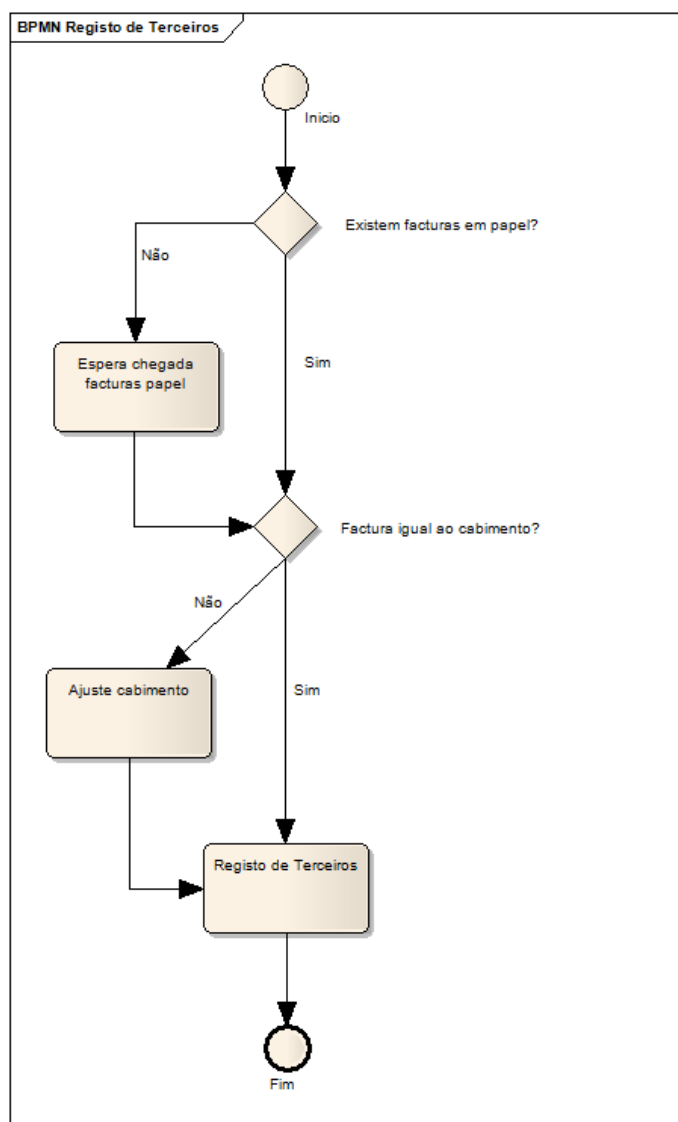 BPMN Registo de Terceiros
Inicio
Existem facturas em papel?
Não
Sim
Espera chegada
facturas papel
Factura igual ao cabimento?
Não
Sim
Ajuste cabimento
Registo de Terceiros
Fim